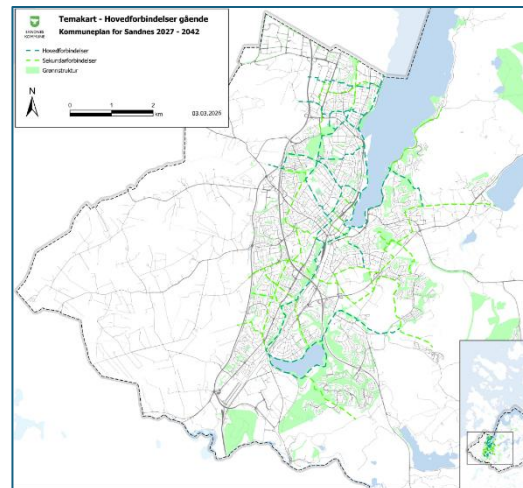 SANDNES
KOMMUNE
Temakart - Hovedforbindelser gående
Kommuneplan for Sandnes 2027 - 2042
Hovedforbindelser
Sekundærforbindelser
Grønnstruktur
N
0 1 2
km
03.03.2025